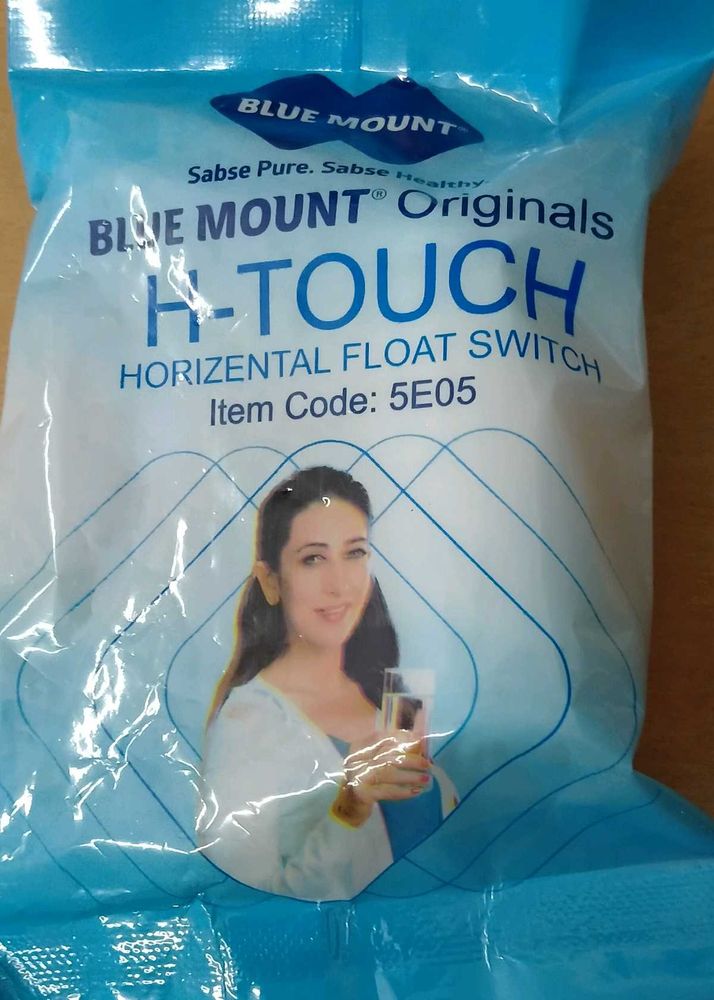 BLUE MOUNT®
Sabse Pure. Sabse Healthy
BLUE MOUNT® Originals
H-TOUCH
HORIZENTAL FLOAT SWITCH
Item Code: 5E05